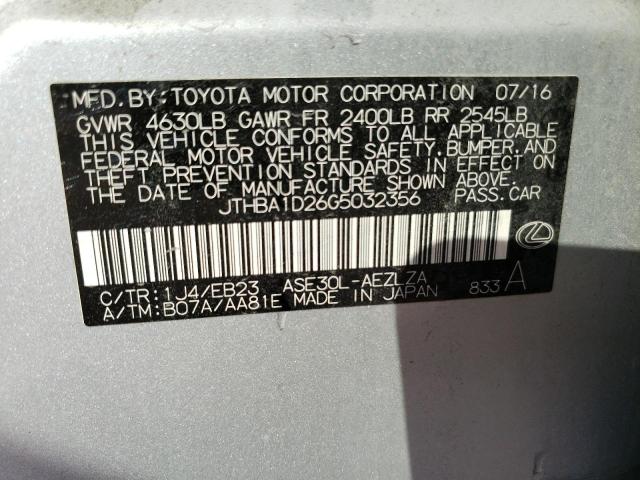 MFD.BY:TOYOTA MOTOR CORPORATION 07/16
GVWR 4630LB GAWR FR 2400LB RR 2545LB
THIS VEHICLE CONFORMS TO ALL APPLICABLE
FEDERAL MOTOR VEHICLE SAFETY,BUMPER,AND
THEFT PREVENTION STANDARDS IN EFFECT ON
THE DATE OF MANUFACTURE SHOWN ABOVE.
JTHBA1D26G5032356 PASS.CAR
C/TR:1J4/EB23 ASE30L-AEZLZA
A/TM:B07A/AA81E MADE IN JAPAN 833 A